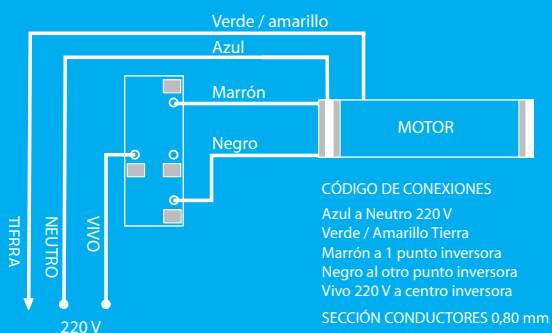 Verde / amarillo
Azul
Marrón
Negro
MOTOR
TIERRA
NEUTRO
VIVO
220 V
CÓDIGO DE CONEXIONES
Azul a Neutro 220 V
Verde / Amarillo Tierra
Marrón a 1 punto inversora
Negro al otro punto inversora
Vivo 220 V a centro inversora
SECCIÓN CONDUCTORES 0,80 mm